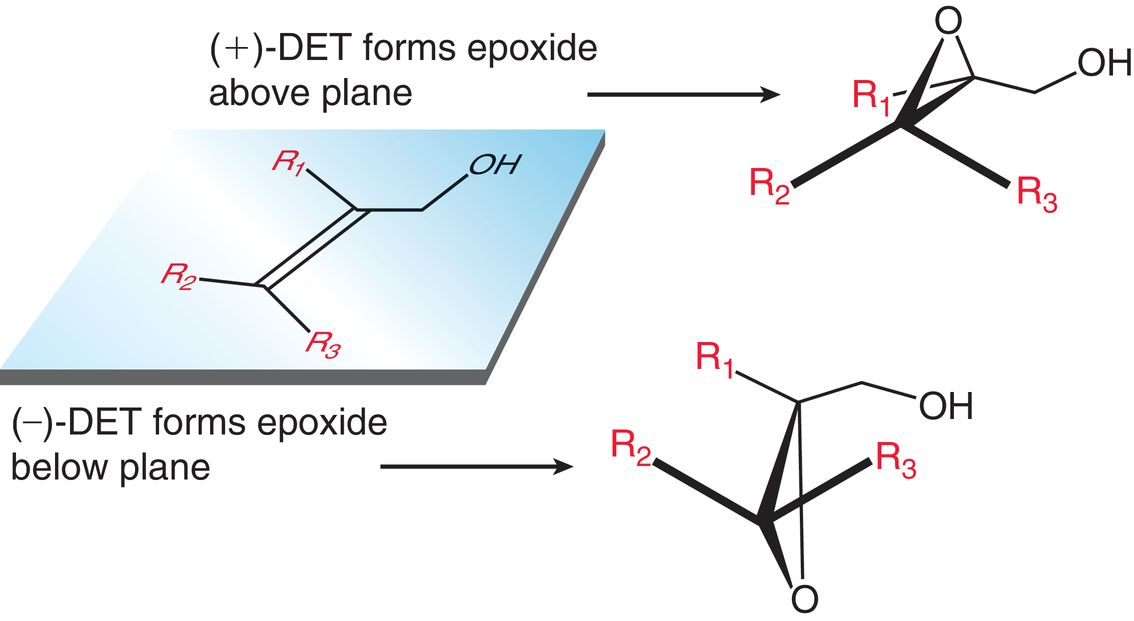 (+)-DET forms epoxide
above plane
O
OH
R1
R2
R3
R1
OH
R2
R3
(–)-DET forms epoxide
below plane
R1
OH
R2
R3
O